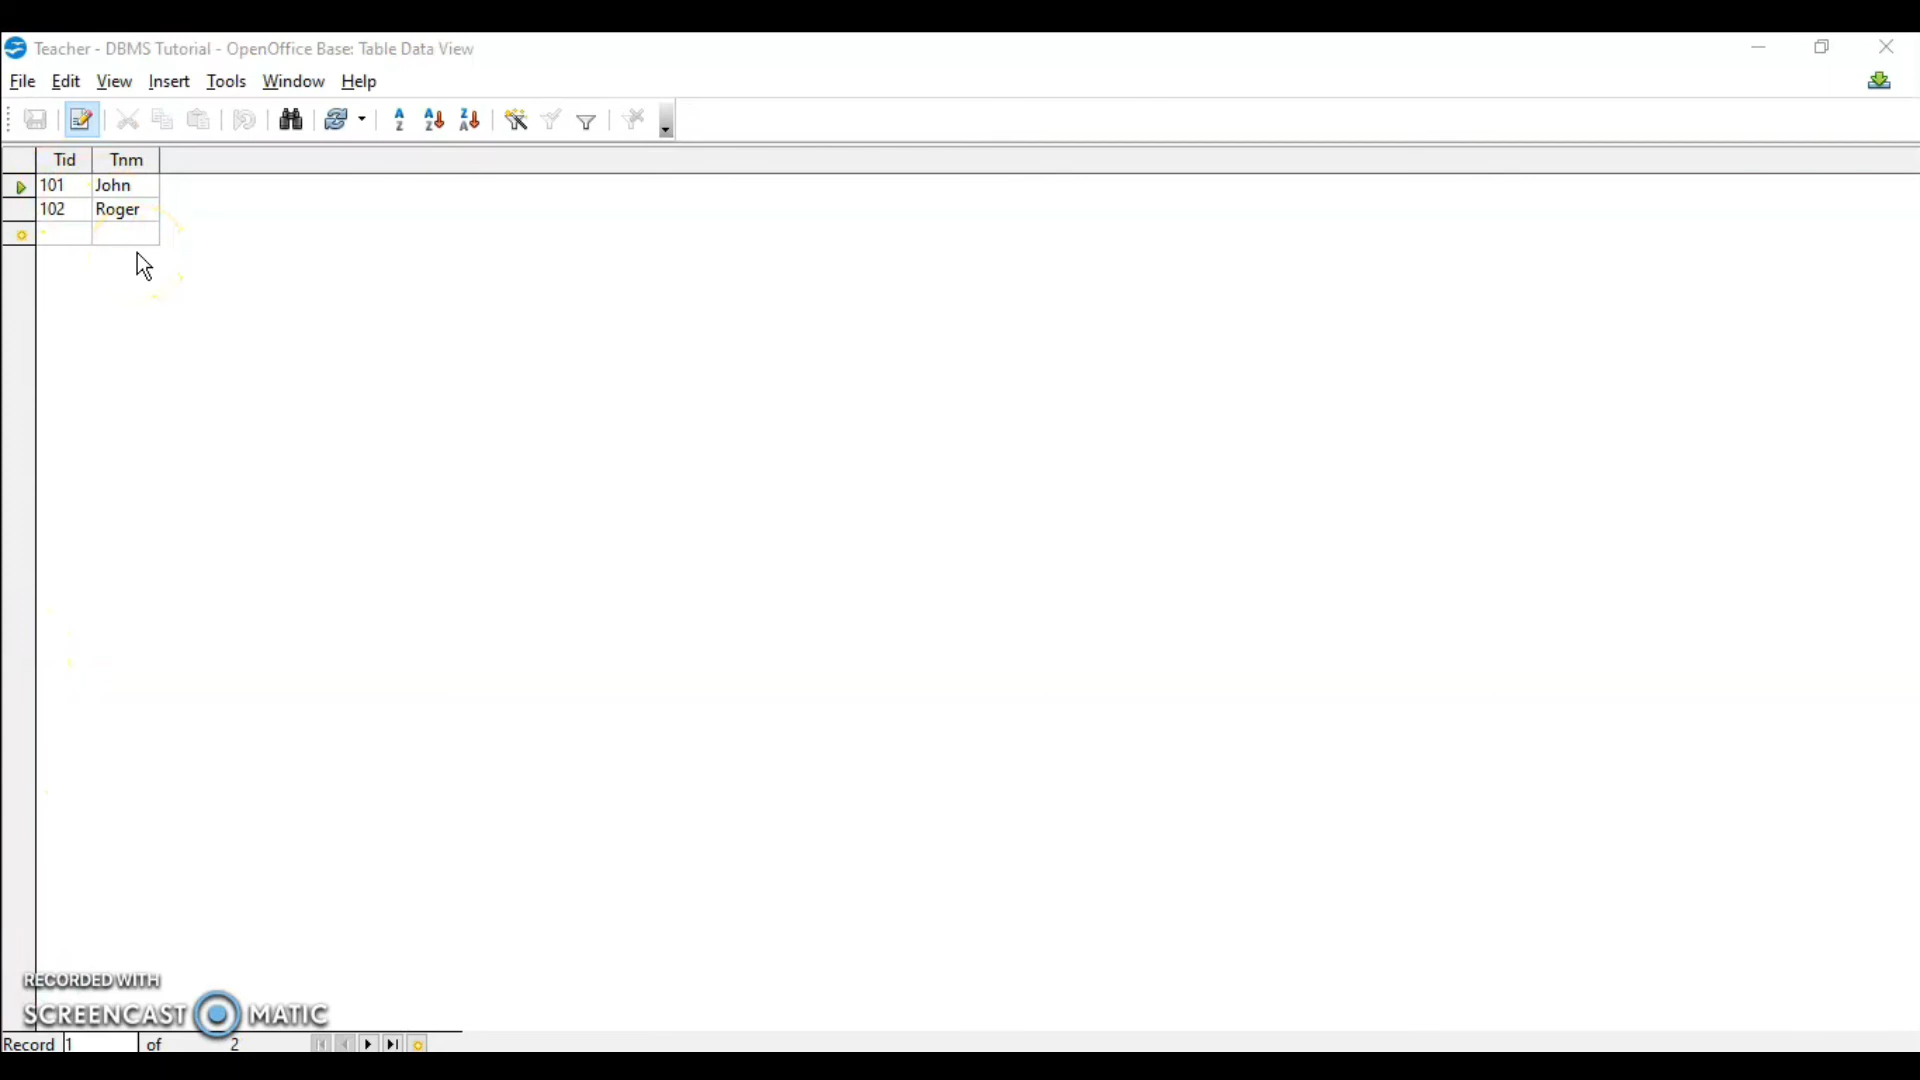 Teacher - DBMS Tutorial - OpenOffice Base: Table Data View
File Edit View Insert Tools Window Help
Tid Tnm
101 John
102 Roger
RECORDED WITH
SCREENCAST MATIC
Record 1 of 2